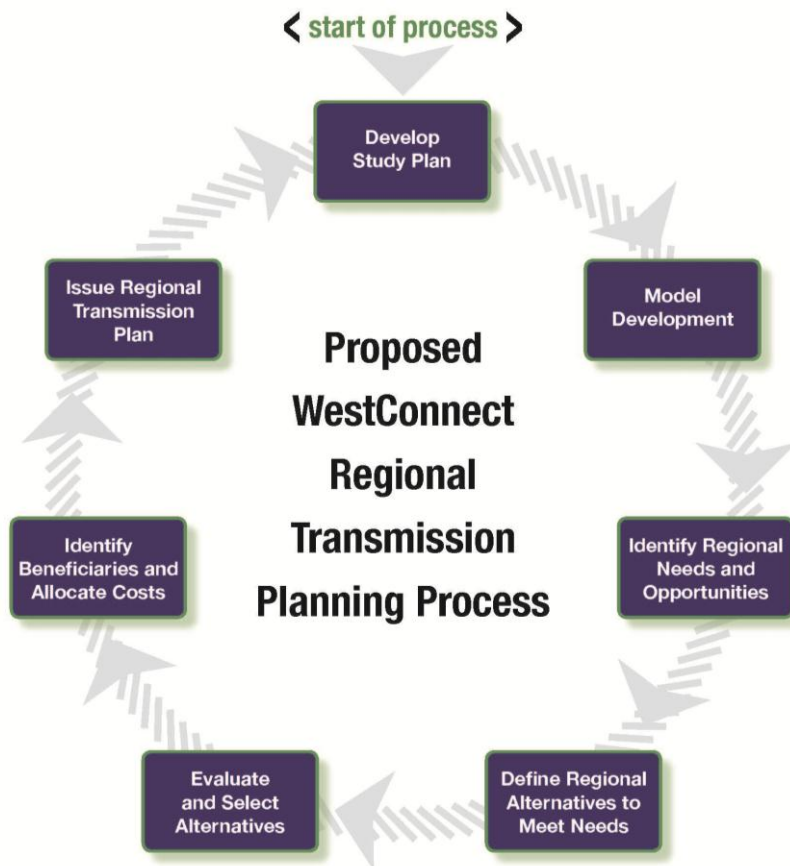 < start of process >
Develop
Study Plan
Model
Development
Identify Regional
Needs and
Opportunities
Define Regional
Alternatives to
Meet Needs
Evaluate
and Select
Alternatives
Identify
Beneficiaries and
Allocate Costs
Issue Regional
Transmission
Plan
Proposed
WestConnect
Regional
Transmission
Planning Process